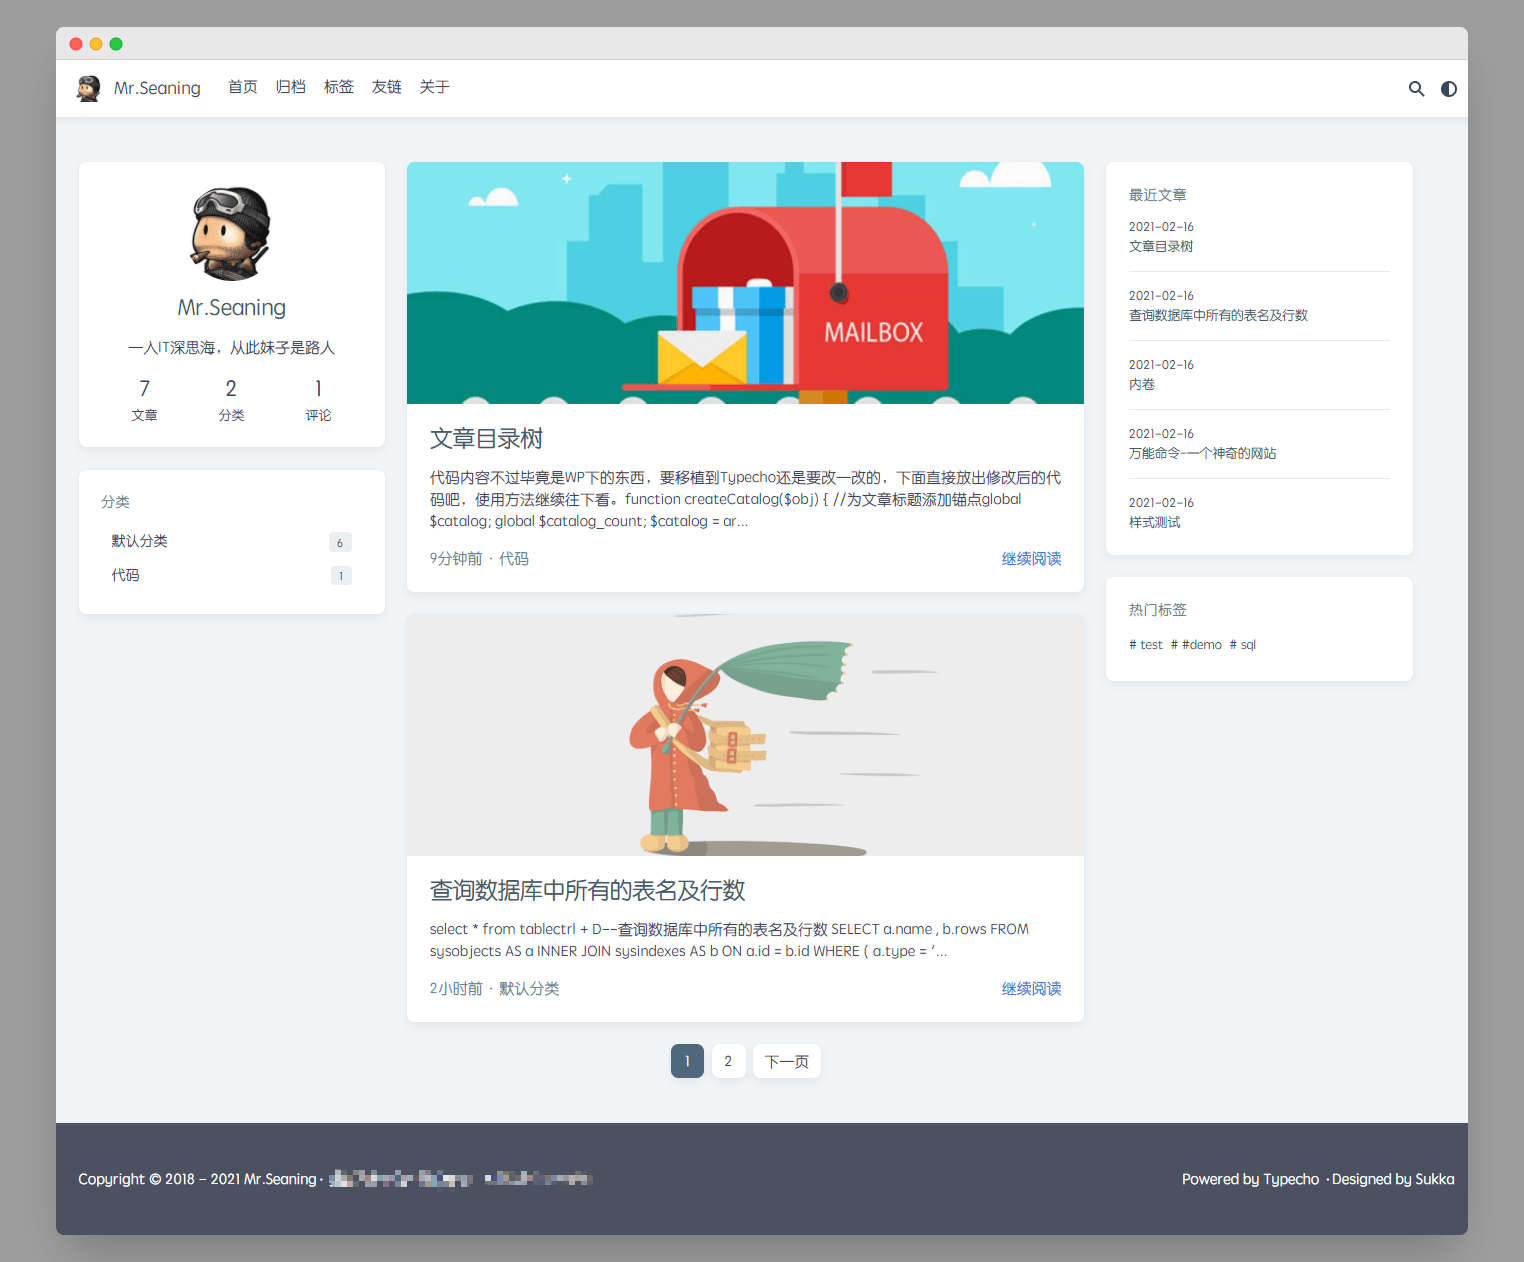 Mr.Seaning
首页 归档 标签 友链 关于
Mr.Seaning
一入IT深思海，从此妹子是路人
7 2 1
文章 分类 评论
分类
默认分类 6
代码 1
MAILBOX
文章目录树
代码内容不过毕竟是WP下的东西，要移植到Typecho还是要改一改的，下面直接放出修改后的代
码吧，使用方法继续往下看。function createCatalog($obj) { //为文章标题添加锚点global
$catalog; global $catalog_count; $catalog = ar...
9分钟前 · 代码 继续阅读
查询数据库中所有的表名及行数
select * from tablectrl + D--查询数据库中所有的表名及行数 SELECT a.name , b.rows FROM
sysobjects AS a INNER JOIN sysindexes AS b ON a.id = b.id WHERE ( a.type = '...
2小时前 · 默认分类 继续阅读
1 2 下一页
最近文章
2021-02-16
文章目录树
2021-02-16
查询数据库中所有的表名及行数
2021-02-16
内卷
2021-02-16
万能命令-一个神奇的网站
2021-02-16
样式测试
热门标签
# test # #demo # sql
Copyright © 2018 - 2021 Mr.Seaning ·
Powered by Typecho · Designed by Sukka